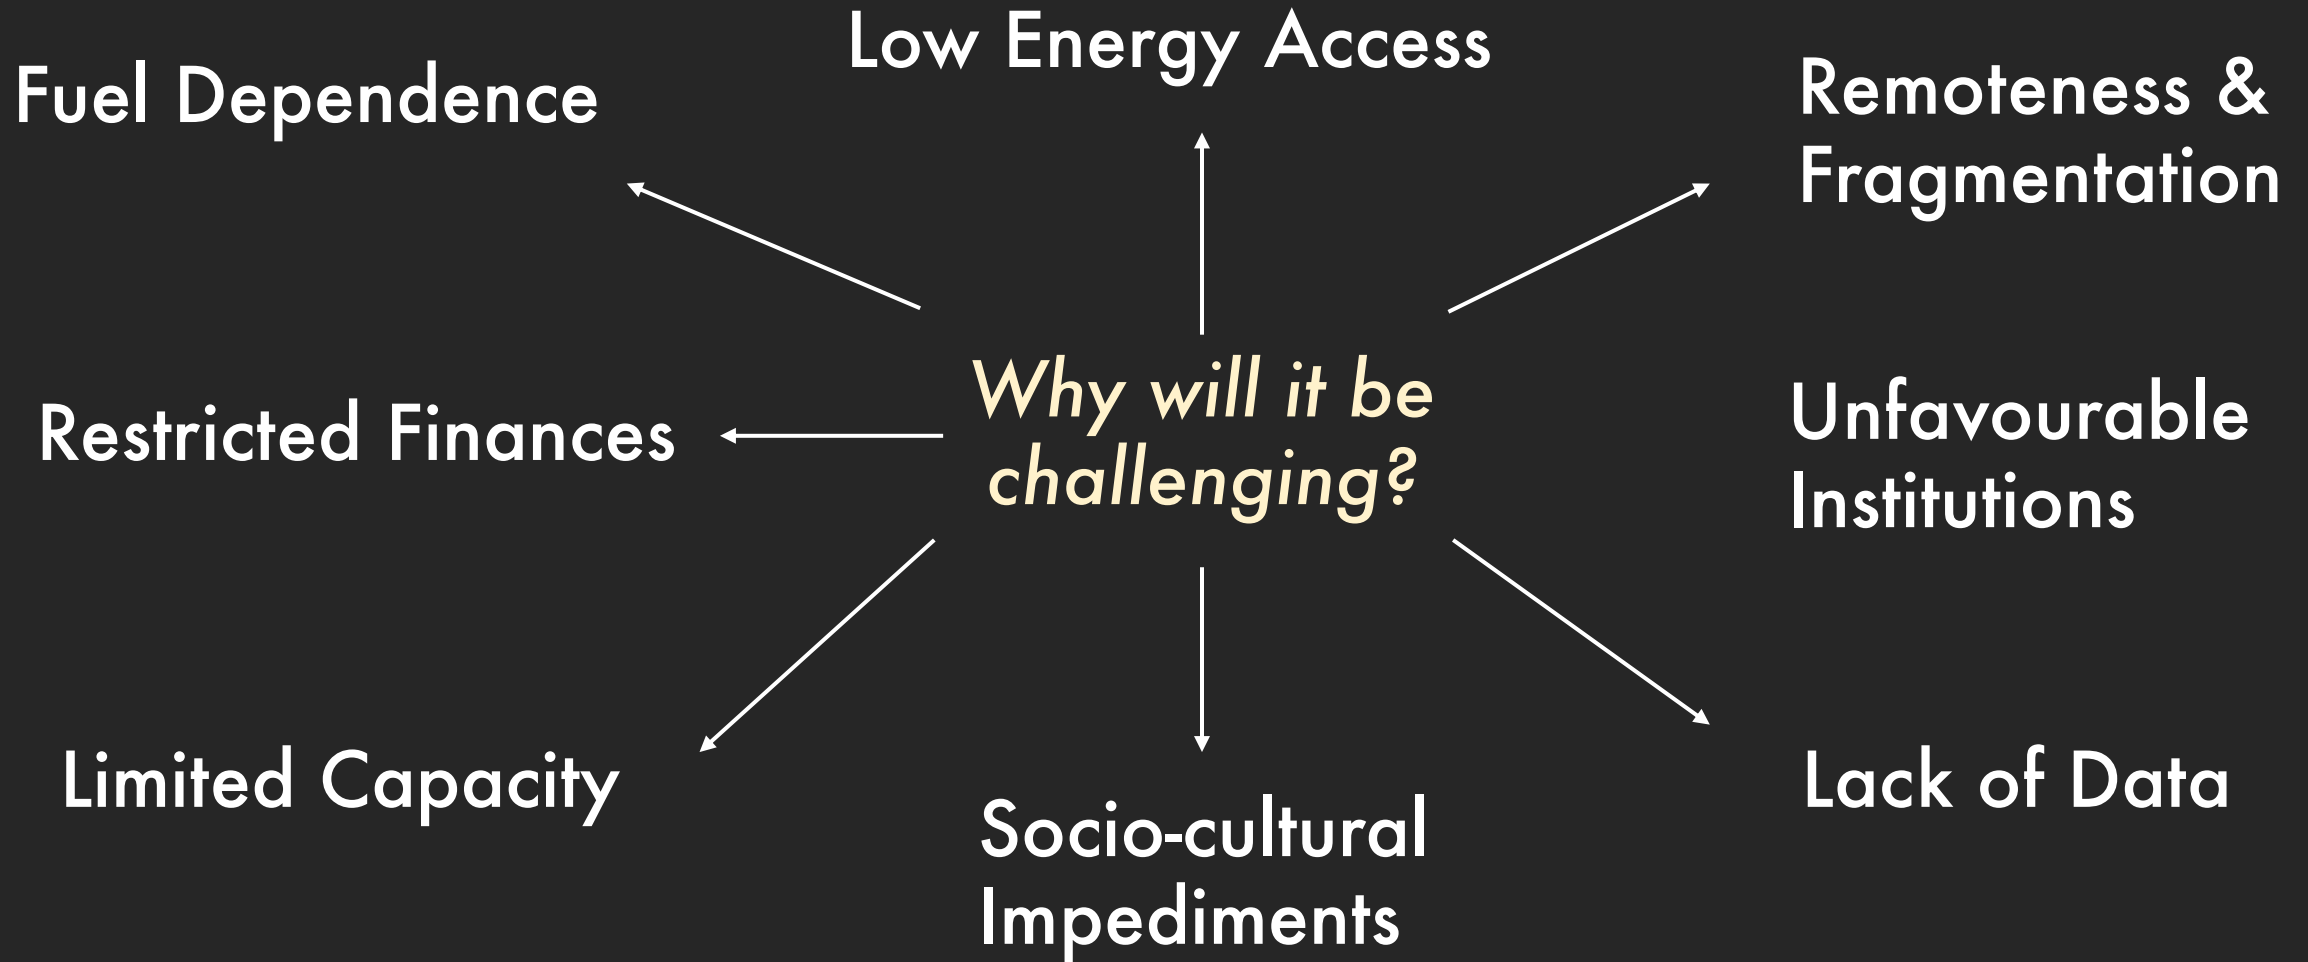 Low Energy Access
Fuel Dependence
Remoteness &
Fragmentation
Why will it be
challenging?
Restricted Finances
Unfavourable
Institutions
Limited Capacity
Lack of Data
Socio-cultural
Impediments